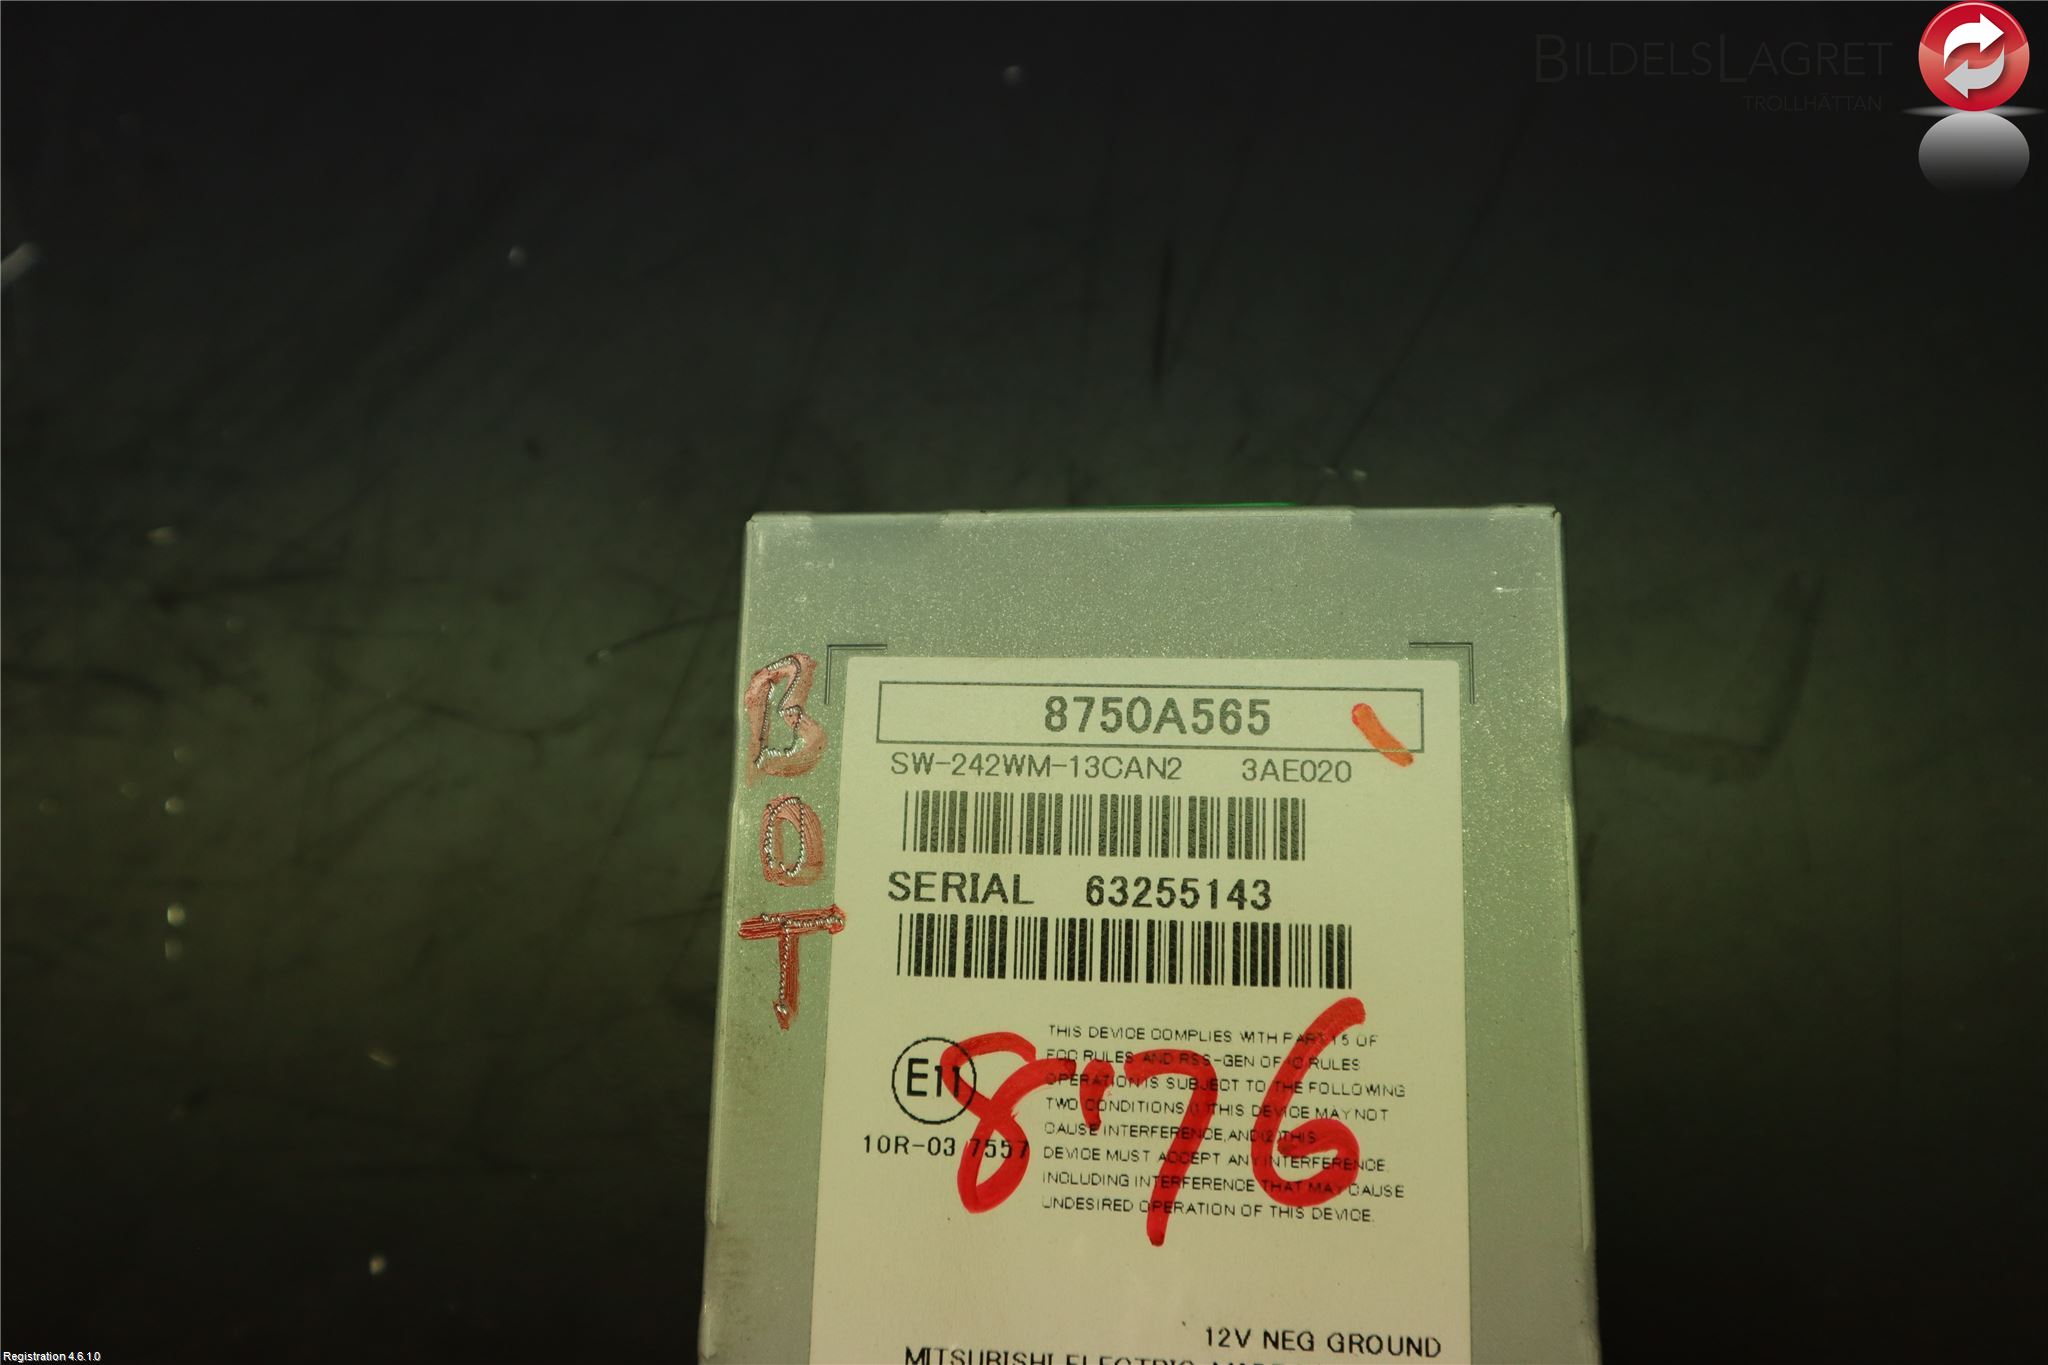 BILDELSLAGRET
TROLLHÄTTAN
BOT
8750A565
SW-242WM-13CAN2 3AE020
SERIAL 63255143
E11
10R-03 7557
THIS DEVICE COMPLIES WITH PART 15 OF
FCC RULES AND RSS-GEN OF IC RULES
OPERATION IS SUBJECT TO THE FOLLOWING
TWO CONDITIONS (1) THIS DEVICE MAY NOT
CAUSE INTERFERENCE, AND (2) THIS
DEVICE MUST ACCEPT ANY INTERFERENCE,
INCLUDING INTERFERENCE THAT MAY CAUSE
UNDESIRED OPERATION OF THIS DEVICE.
8'76
12V NEG GROUND
MITSUBISHI ELECTRIC
Registration 4.6.1.0